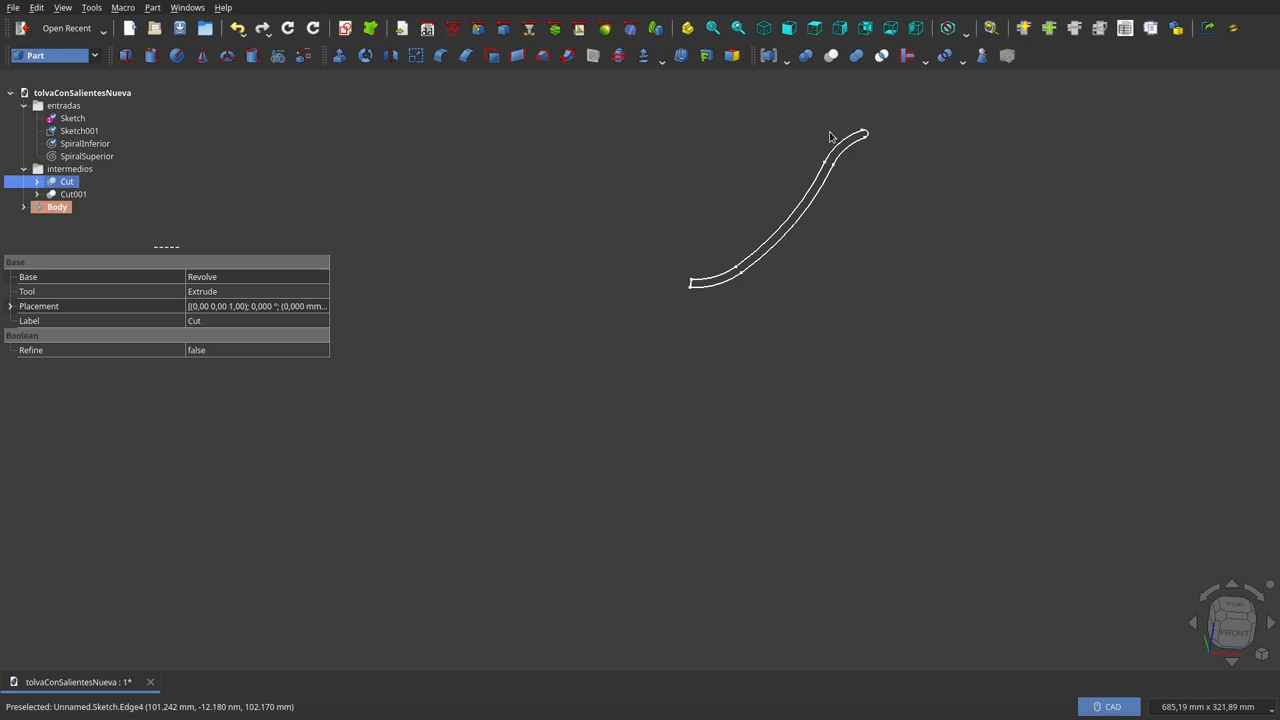 File Edit View Tools Macro Part Windows Help
Open Recent
Part
tolvaConSalientesNueva
entradas
Sketch
Sketch001
SpiralInferior
SpiralSuperior
intermedios
Cut
Cut001
Body
Base
Base Revolve
Tool Extrude
Placement [(0,00 0,00 1,00); 0,000 °; (0,000 mm...
Label Cut
Boolean
Refine false
TOP
FRONT
tolvaConSalientesNueva : 1*
Preselected: Unnamed.Sketch.Edge4 (101.242 mm, -12.180 nm, 102.170 mm) CAD 685,19 mm x 321,89 mm